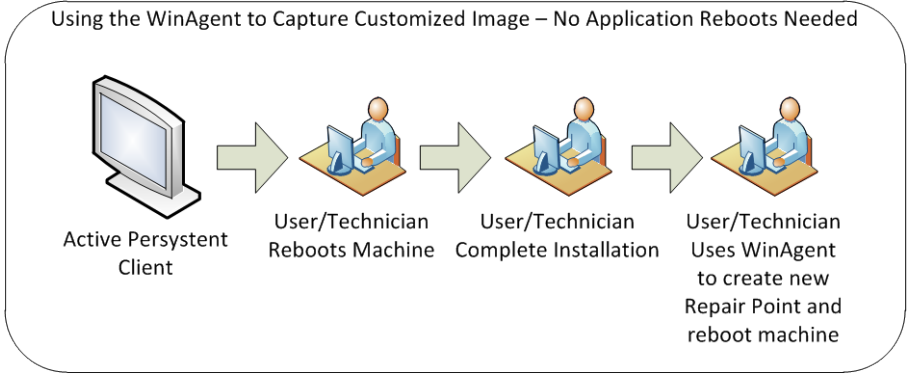 Using the WinAgent to Capture Customized Image – No Application Reboots Needed
Active Persystent
Client
User/Technician
Reboots Machine
User/Technician
Complete Installation
User/Technician
Uses WinAgent
to create new
Repair Point and
reboot machine